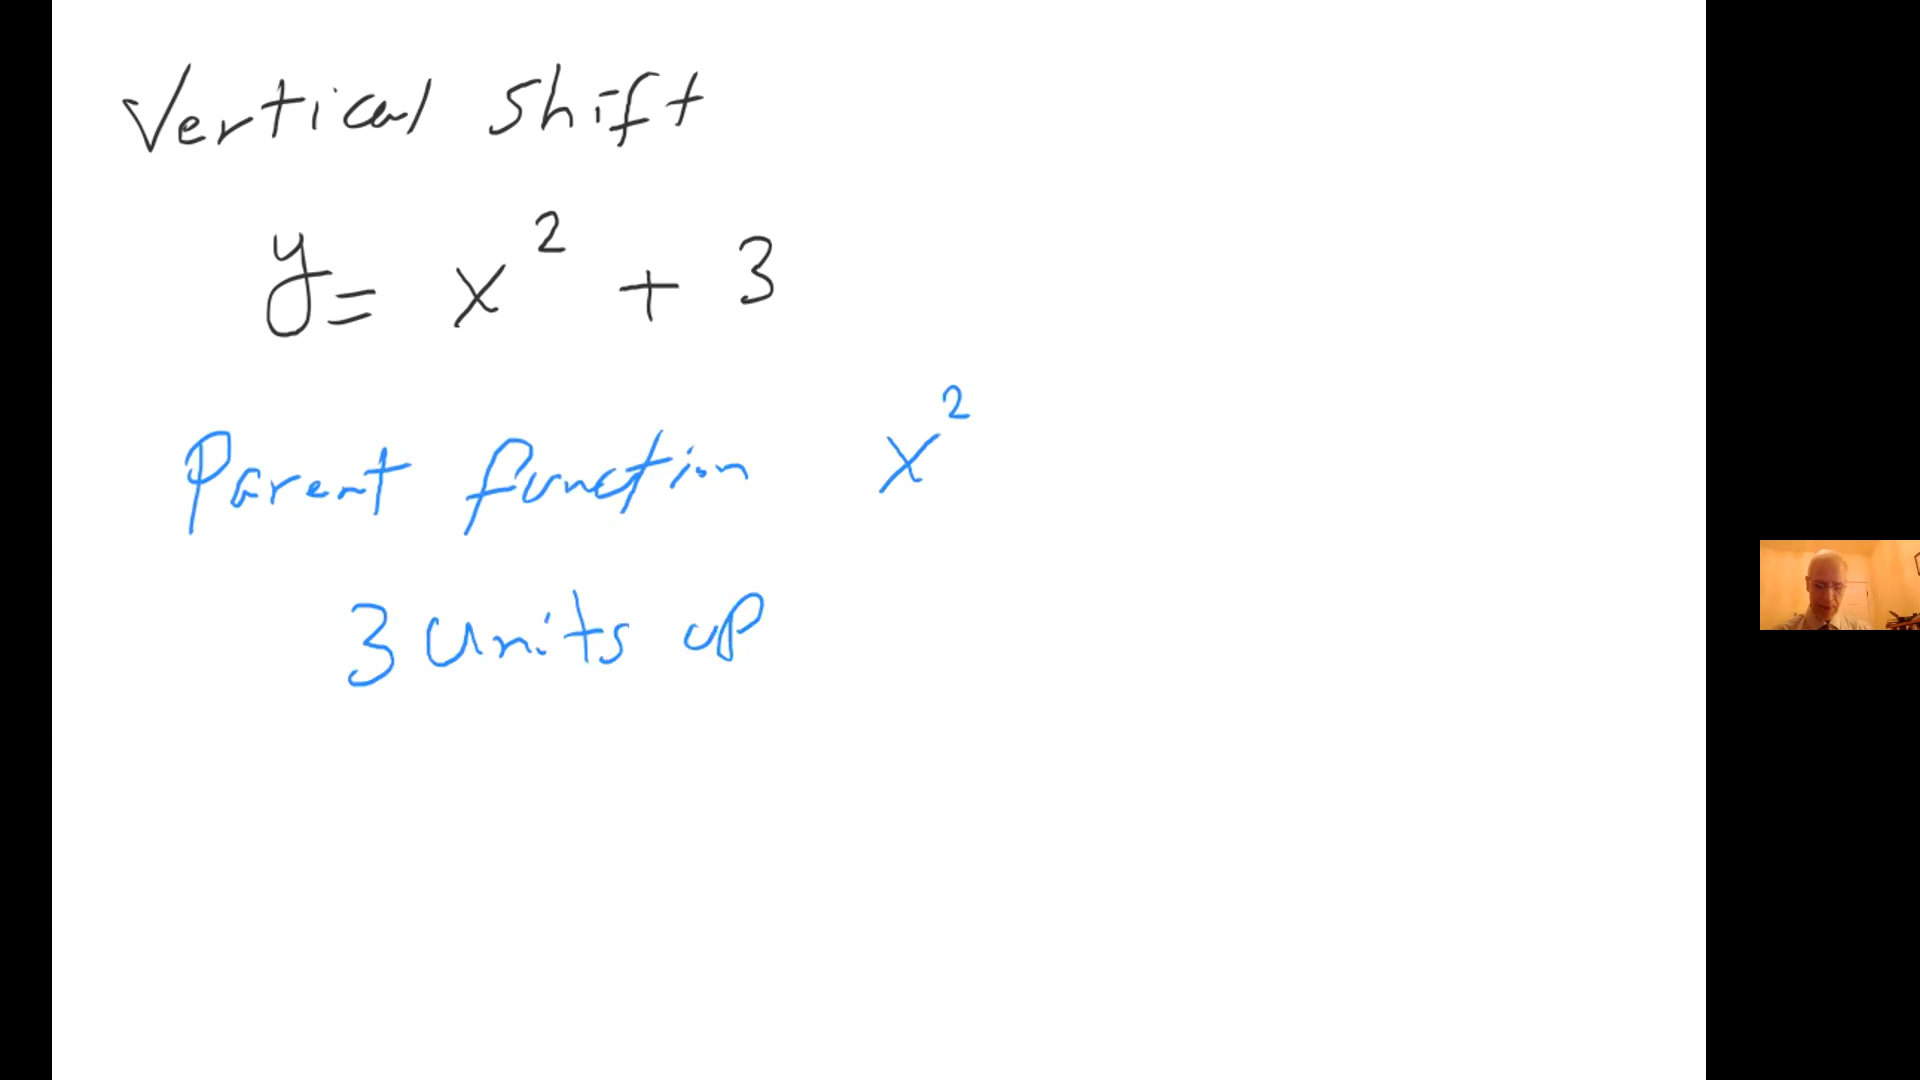 Vertical Shift
y = x² + 3
Parent function x²
3 units up